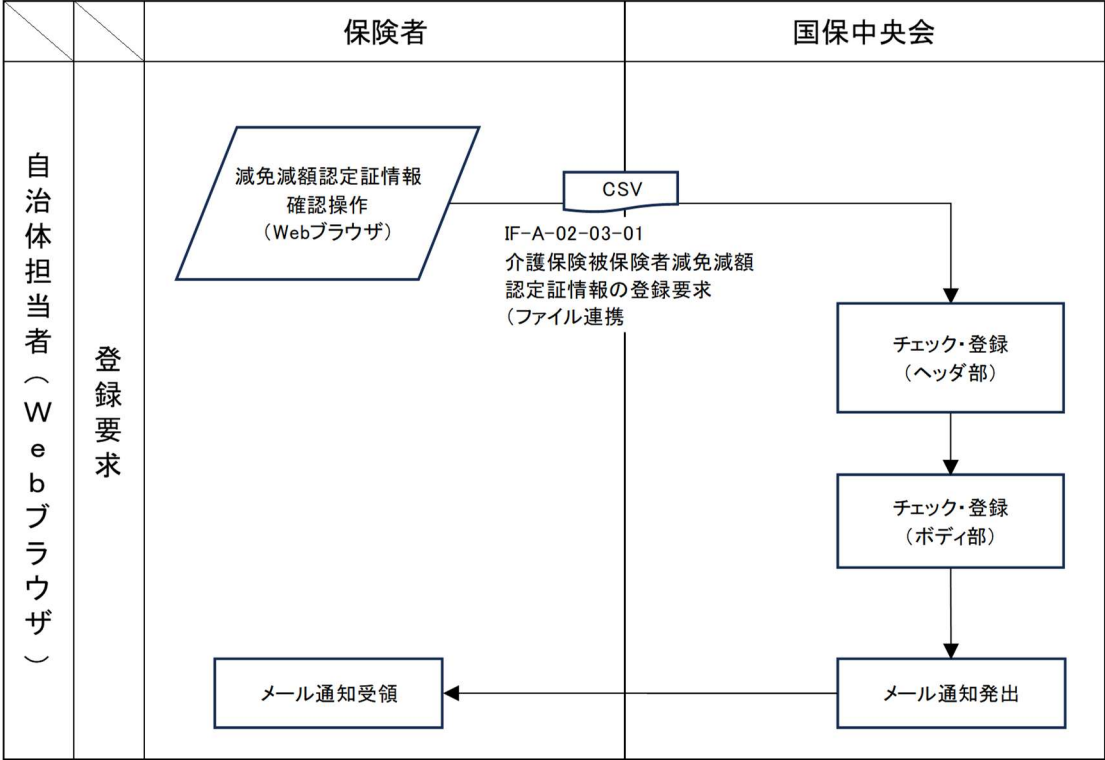 保険者
国保中央会
自治体担当者（Webブラウザ）
登録要求
減免減額認定証情報
確認操作
（Webブラウザ）
CSV
IF-A-02-03-01
介護保険被保険者減免減額
認定証情報の登録要求
（ファイル連携
チェック・登録
（ヘッダ部）
チェック・登録
（ボディ部）
メール通知受領
メール通知発出